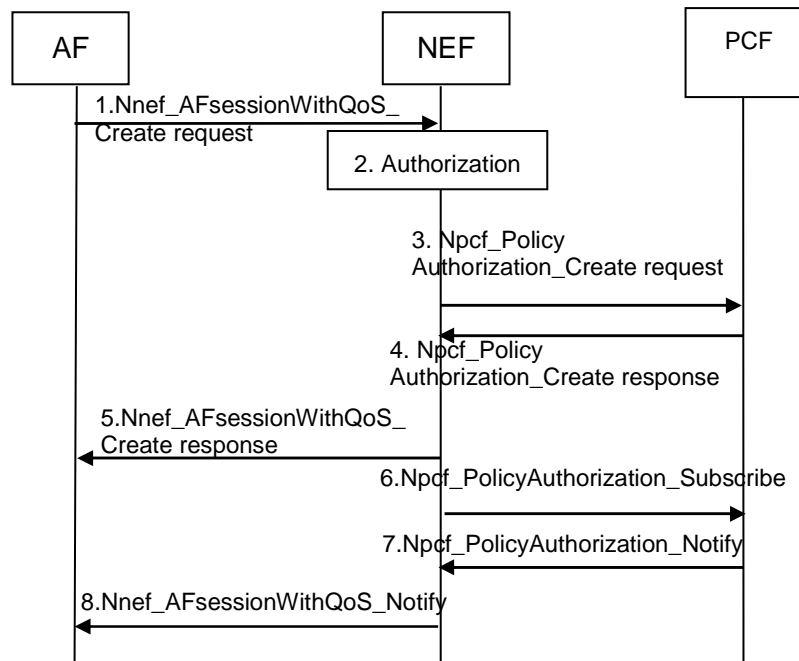 AF
NEF
PCF
1.Nnef_AFsessionWithQoS_
Create request
2. Authorization
3. Npcf_Policy
Authorization_Create request
4. Npcf_Policy
Authorization_Create response
5.Nnef_AFsessionWithQoS_
Create response
6.Npcf_PolicyAuthorization_Subscribe
7.Npcf_PolicyAuthorization_Notify
8.Nnef_AFsessionWithQoS_Notify